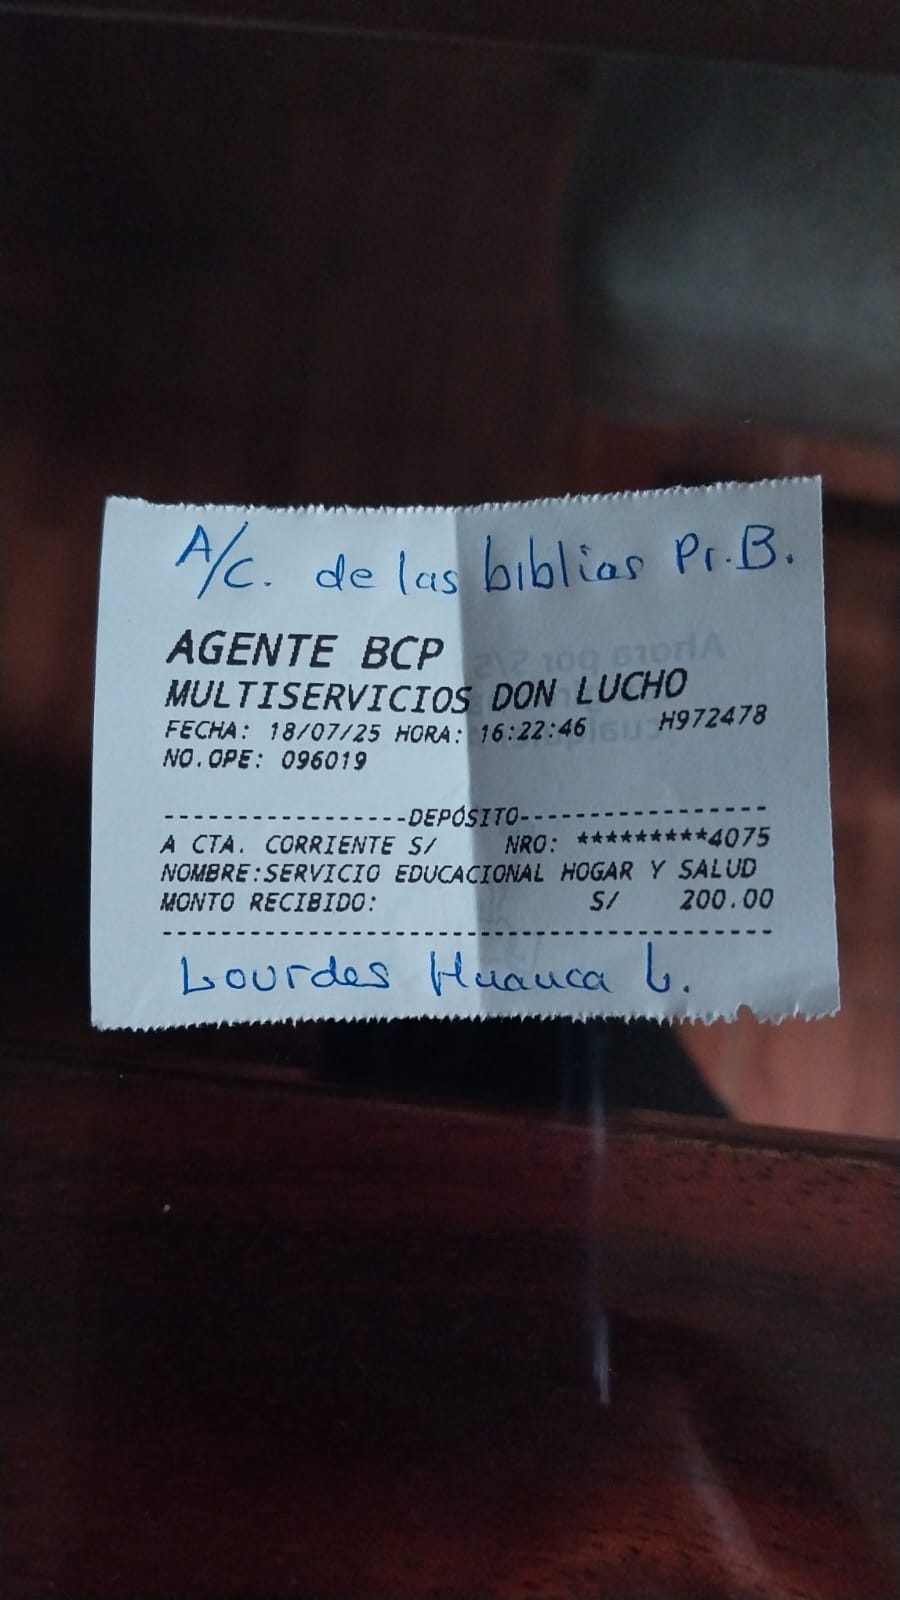 A/C. de las biblias Pr.B.
AGENTE BCP
MULTISERVICIOS DON LUCHO
FECHA: 18/07/25 HORA: 16:22:46 H972478
NO.OPE: 096019
-----------------DEPÓSITO-----------------
A CTA. CORRIENTE S/ NRO: *********4075
NOMBRE:SERVICIO EDUCACIONAL HOGAR Y SALUD
MONTO RECIBIDO: S/ 200.00
------------------------------------------
Lourdes Huanca L.